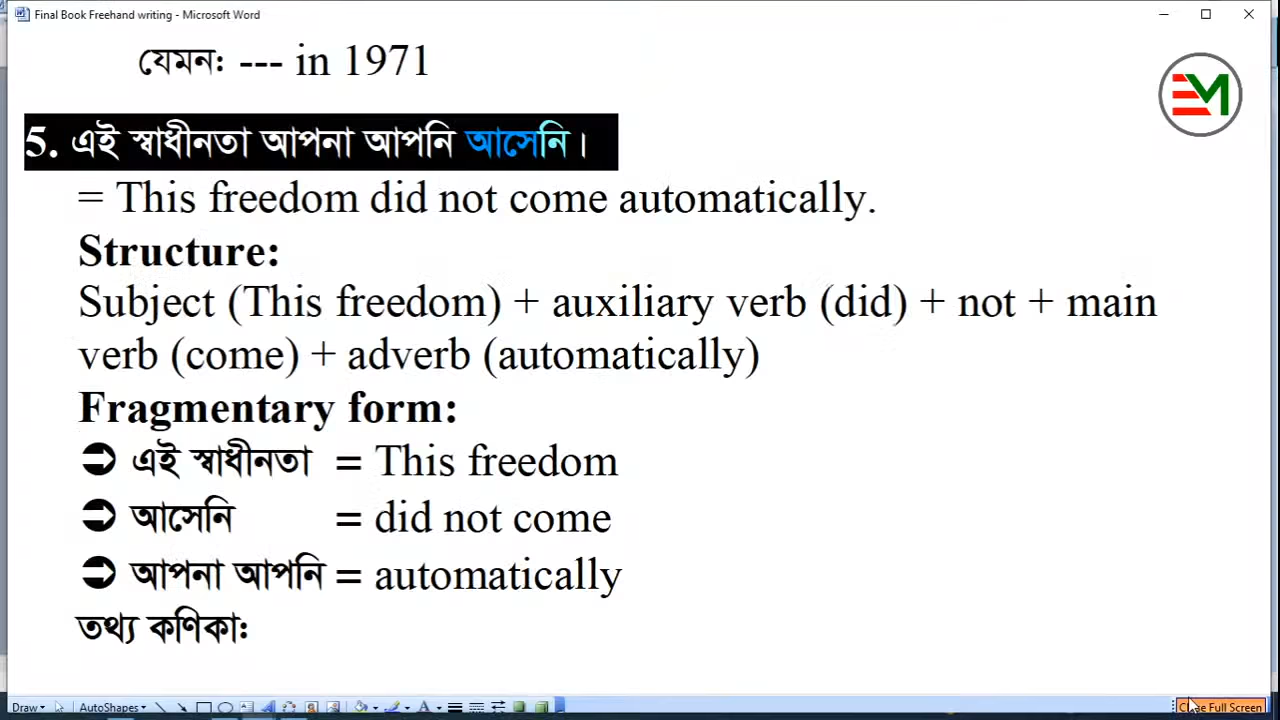 Final Book Freehand writing - Microsoft Word
যেমনঃ --- in 1971
EM
5. এই স্বাধীনতা আপনা আপনি আসেনি।
= This freedom did not come automatically.
Structure:
Subject (This freedom) + auxiliary verb (did) + not + main
verb (come) + adverb (automatically)
Fragmentary form:
➲ এই স্বাধীনতা = This freedom
➲ আসেনি = did not come
➲ আপনা আপনি = automatically
তথ্য কণিকাঃ
Draw AutoShapes Close Full Screen